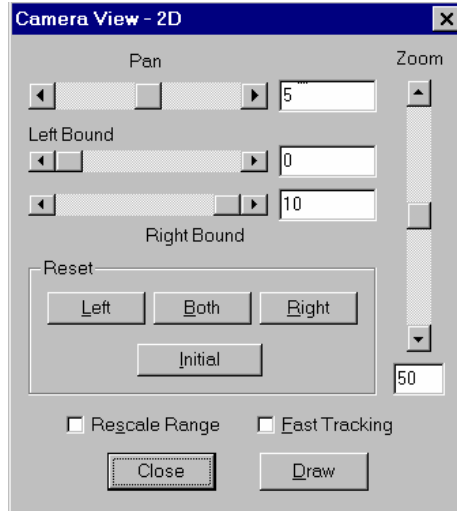 Camera View - 2D
Pan
Zoom
5
Left Bound
0
10
Right Bound
Reset
Left Both Right
Initial
50
Rescale Range Fast Tracking
Close Draw